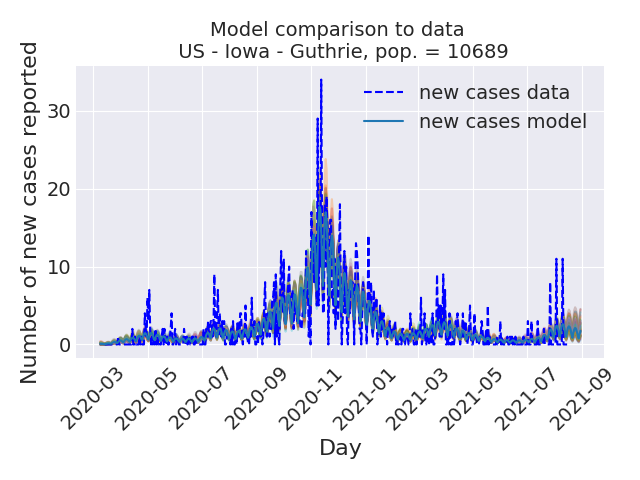 Model comparison to data
US - Iowa - Guthrie, pop. = 10689
Number of new cases reported
30
20
10
0
new cases data
new cases model
2020-03
2020-05
2020-07
2020-09
2020-11
2021-01
2021-03
2021-05
2021-07
2021-09
Day